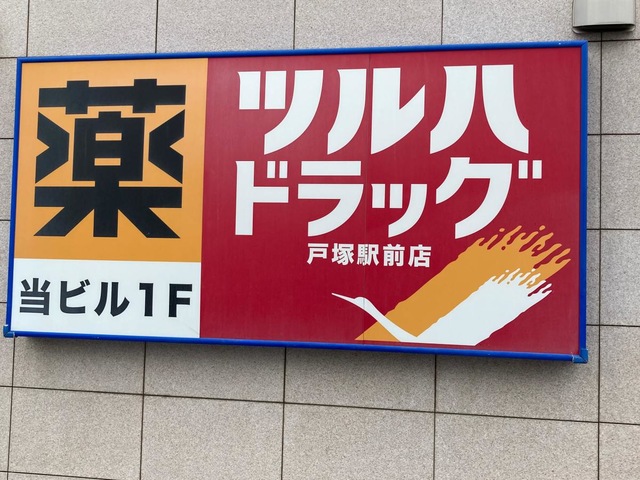 薬
当ビル1F
ツルハ
ドラッグ
戸塚駅前店